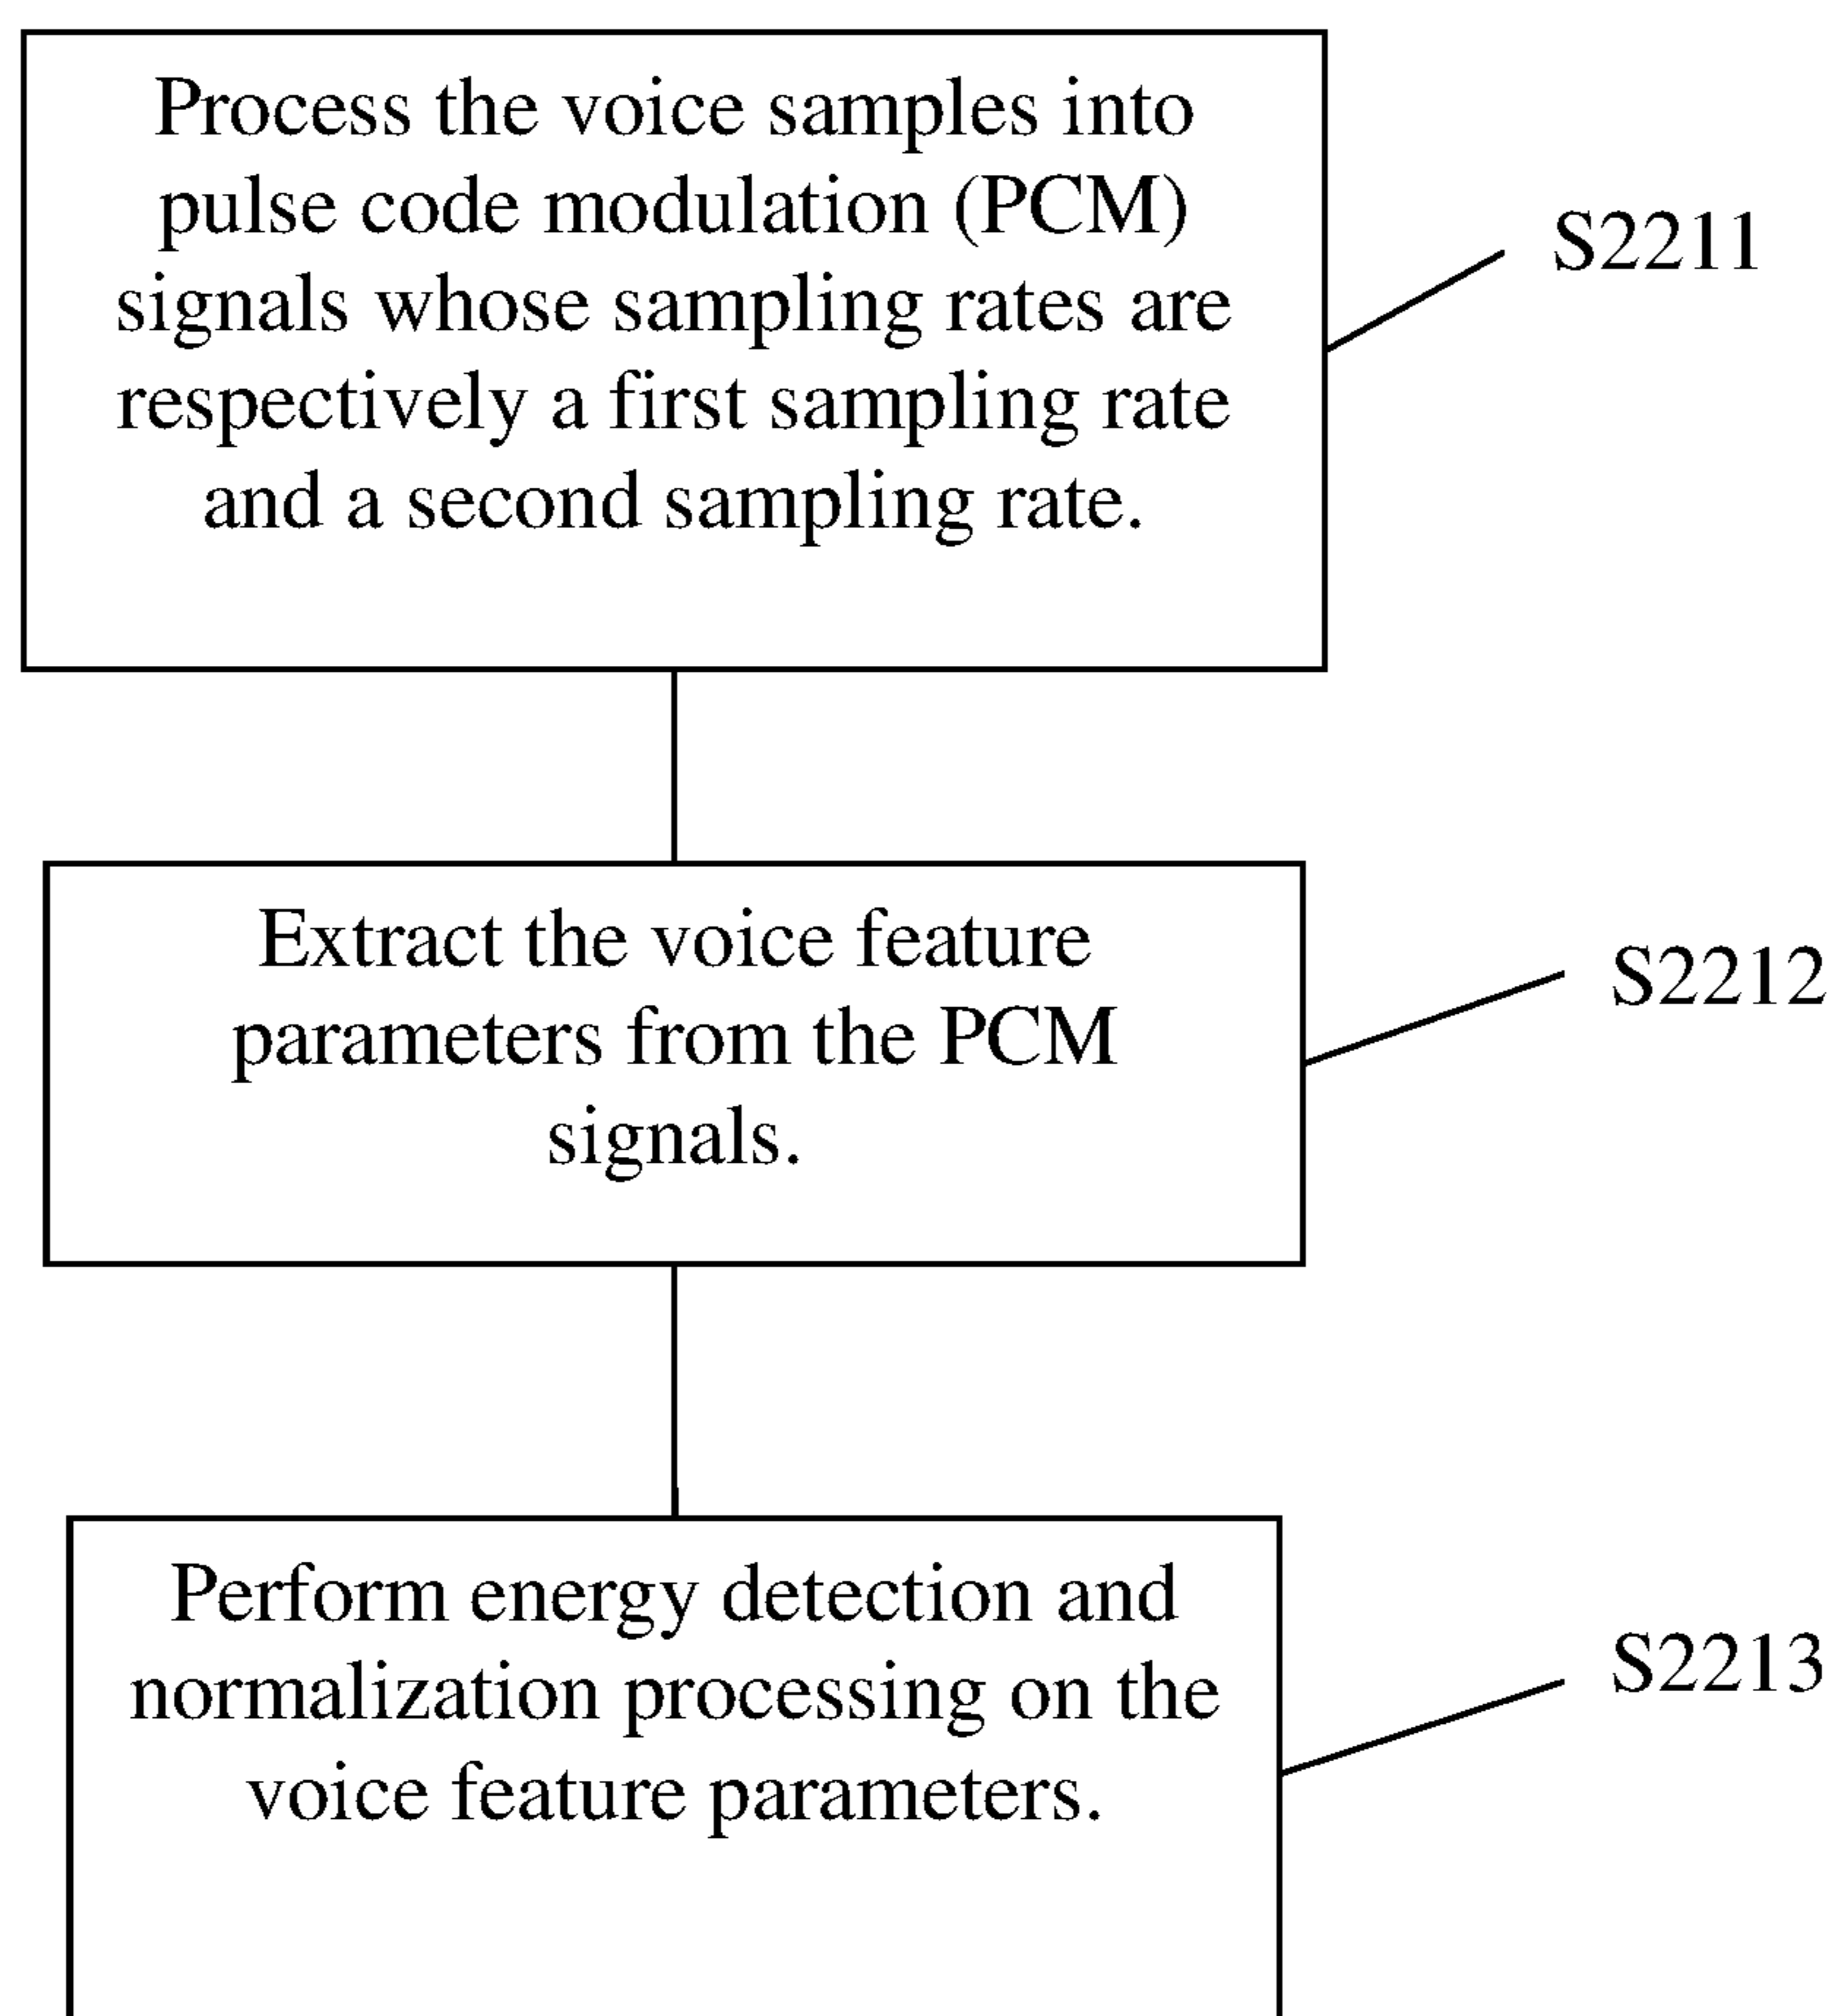 Process the voice samples into
pulse code modulation (PCM)
signals whose sampling rates are
respectively a first sampling rate
and a second sampling rate.
S2211
Extract the voice feature
parameters from the PCM
signals.
S2212
Perform energy detection and
normalization processing on the
voice feature parameters.
S2213